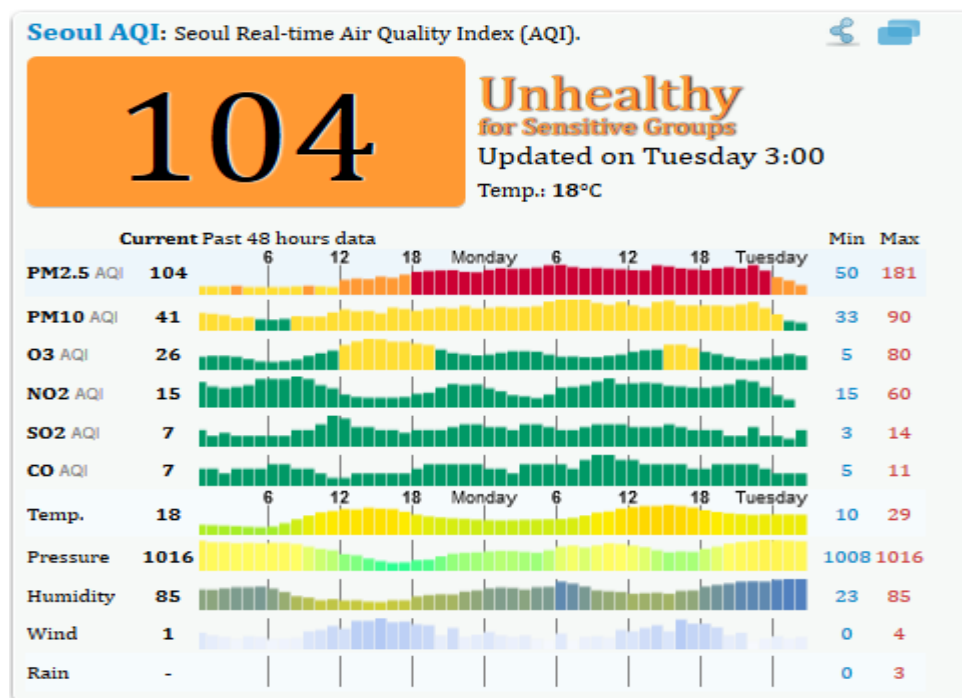 Seoul AQI: Seoul Real-time Air Quality Index (AQI).
104
Unhealthy
for Sensitive Groups
Updated on Tuesday 3:00
Temp.: 18°C
Current Past 48 hours data Min Max
6 12 18 Monday 6 12 18 Tuesday
PM2.5 AQI 104 50 181
PM10 AQI 41 33 90
O3 AQI 26 5 80
NO2 AQI 15 15 60
SO2 AQI 7 3 14
CO AQI 7 5 11
6 12 18 Monday 6 12 18 Tuesday
Temp. 18 10 29
Pressure 1016 1008 1016
Humidity 85 23 85
Wind 1 0 4
Rain - 0 3